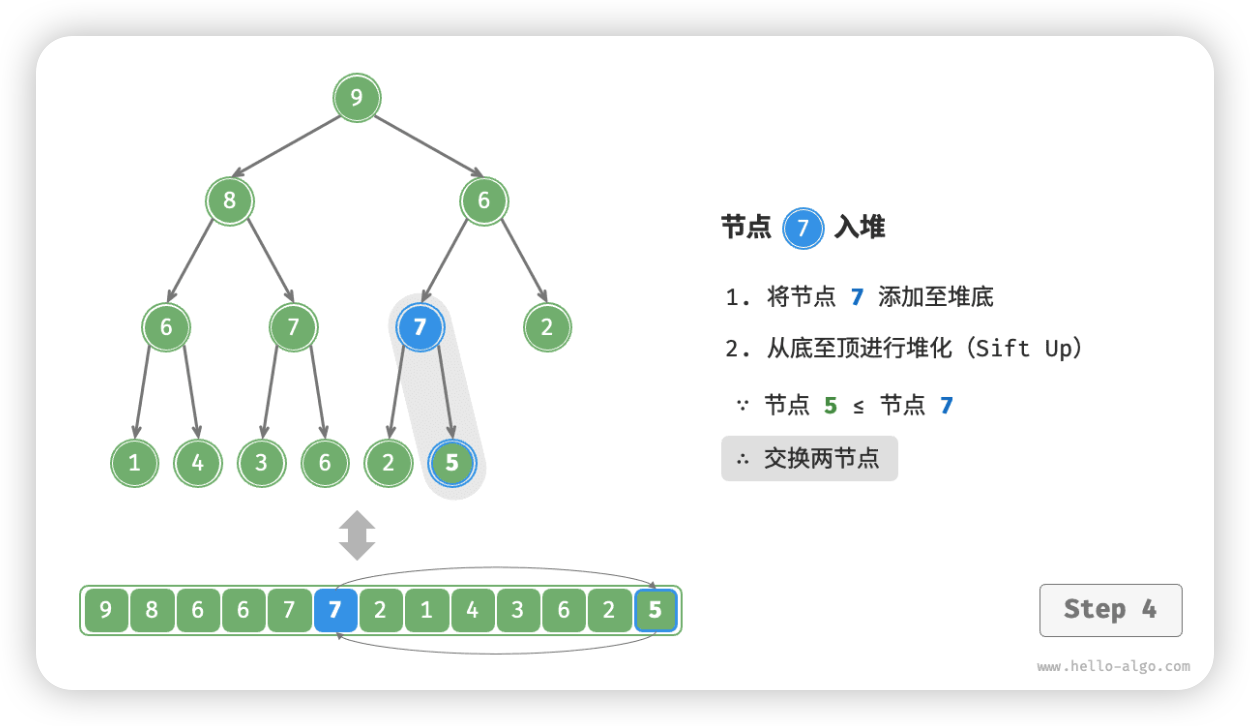 9
8 6
6 7 7 2
1 4 3 6 2 5
9 8 6 6 7 7 2 1 4 3 6 2 5
节点 7 入堆
1. 将节点 7 添加至堆底
2. 从底至顶进行堆化（Sift Up）
∵ 节点 5 ≤ 节点 7
∴ 交换两节点
Step 4
www.hello-algo.com